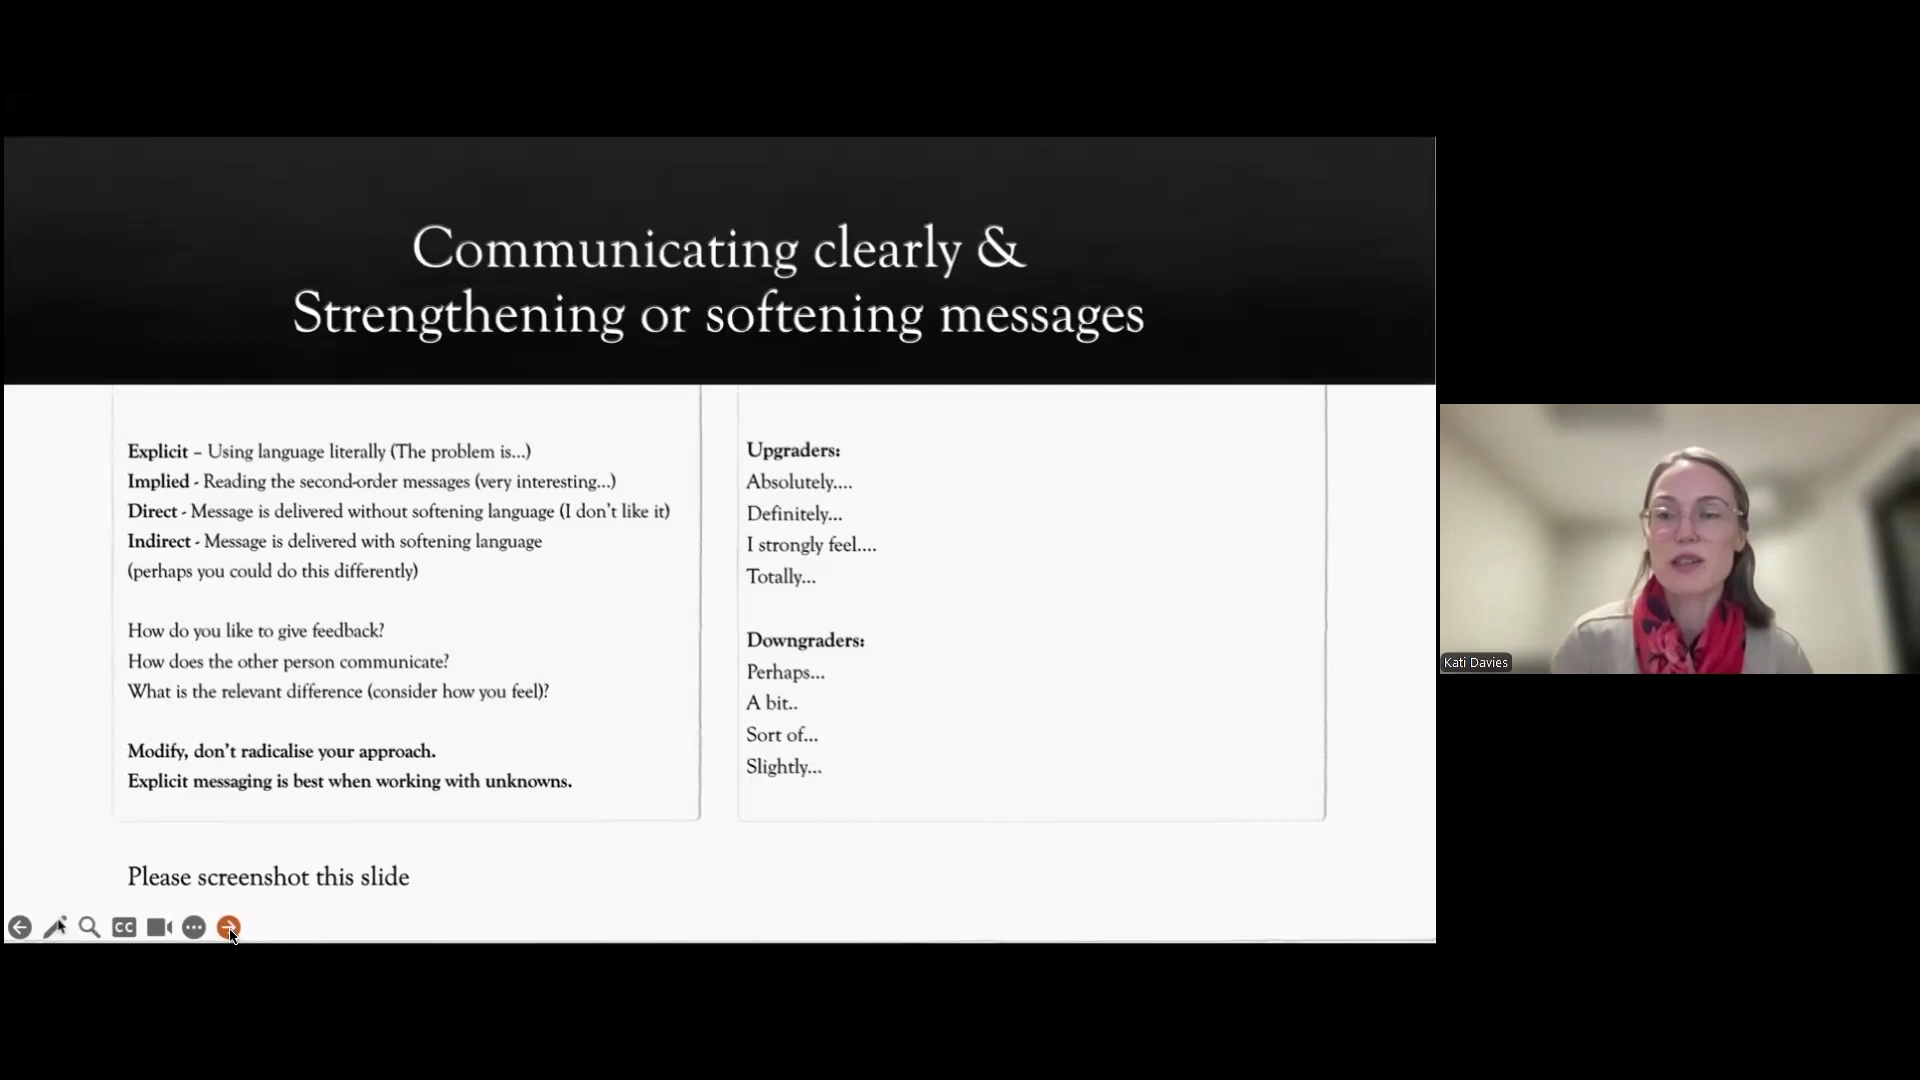 Communicating clearly &
Strengthening or softening messages
Explicit – Using language literally (The problem is...)
Implied - Reading the second-order messages (very interesting...)
Direct - Message is delivered without softening language (I don't like it)
Indirect - Message is delivered with softening language
(perhaps you could do this differently)
How do you like to give feedback?
How does the other person communicate?
What is the relevant difference (consider how you feel)?
Modify, don't radicalise your approach.
Explicit messaging is best when working with unknowns.
Upgraders:
Absolutely....
Definitely...
I strongly feel....
Totally...
Downgraders:
Perhaps...
A bit..
Sort of...
Slightly...
Please screenshot this slide
CC
Kati Davies